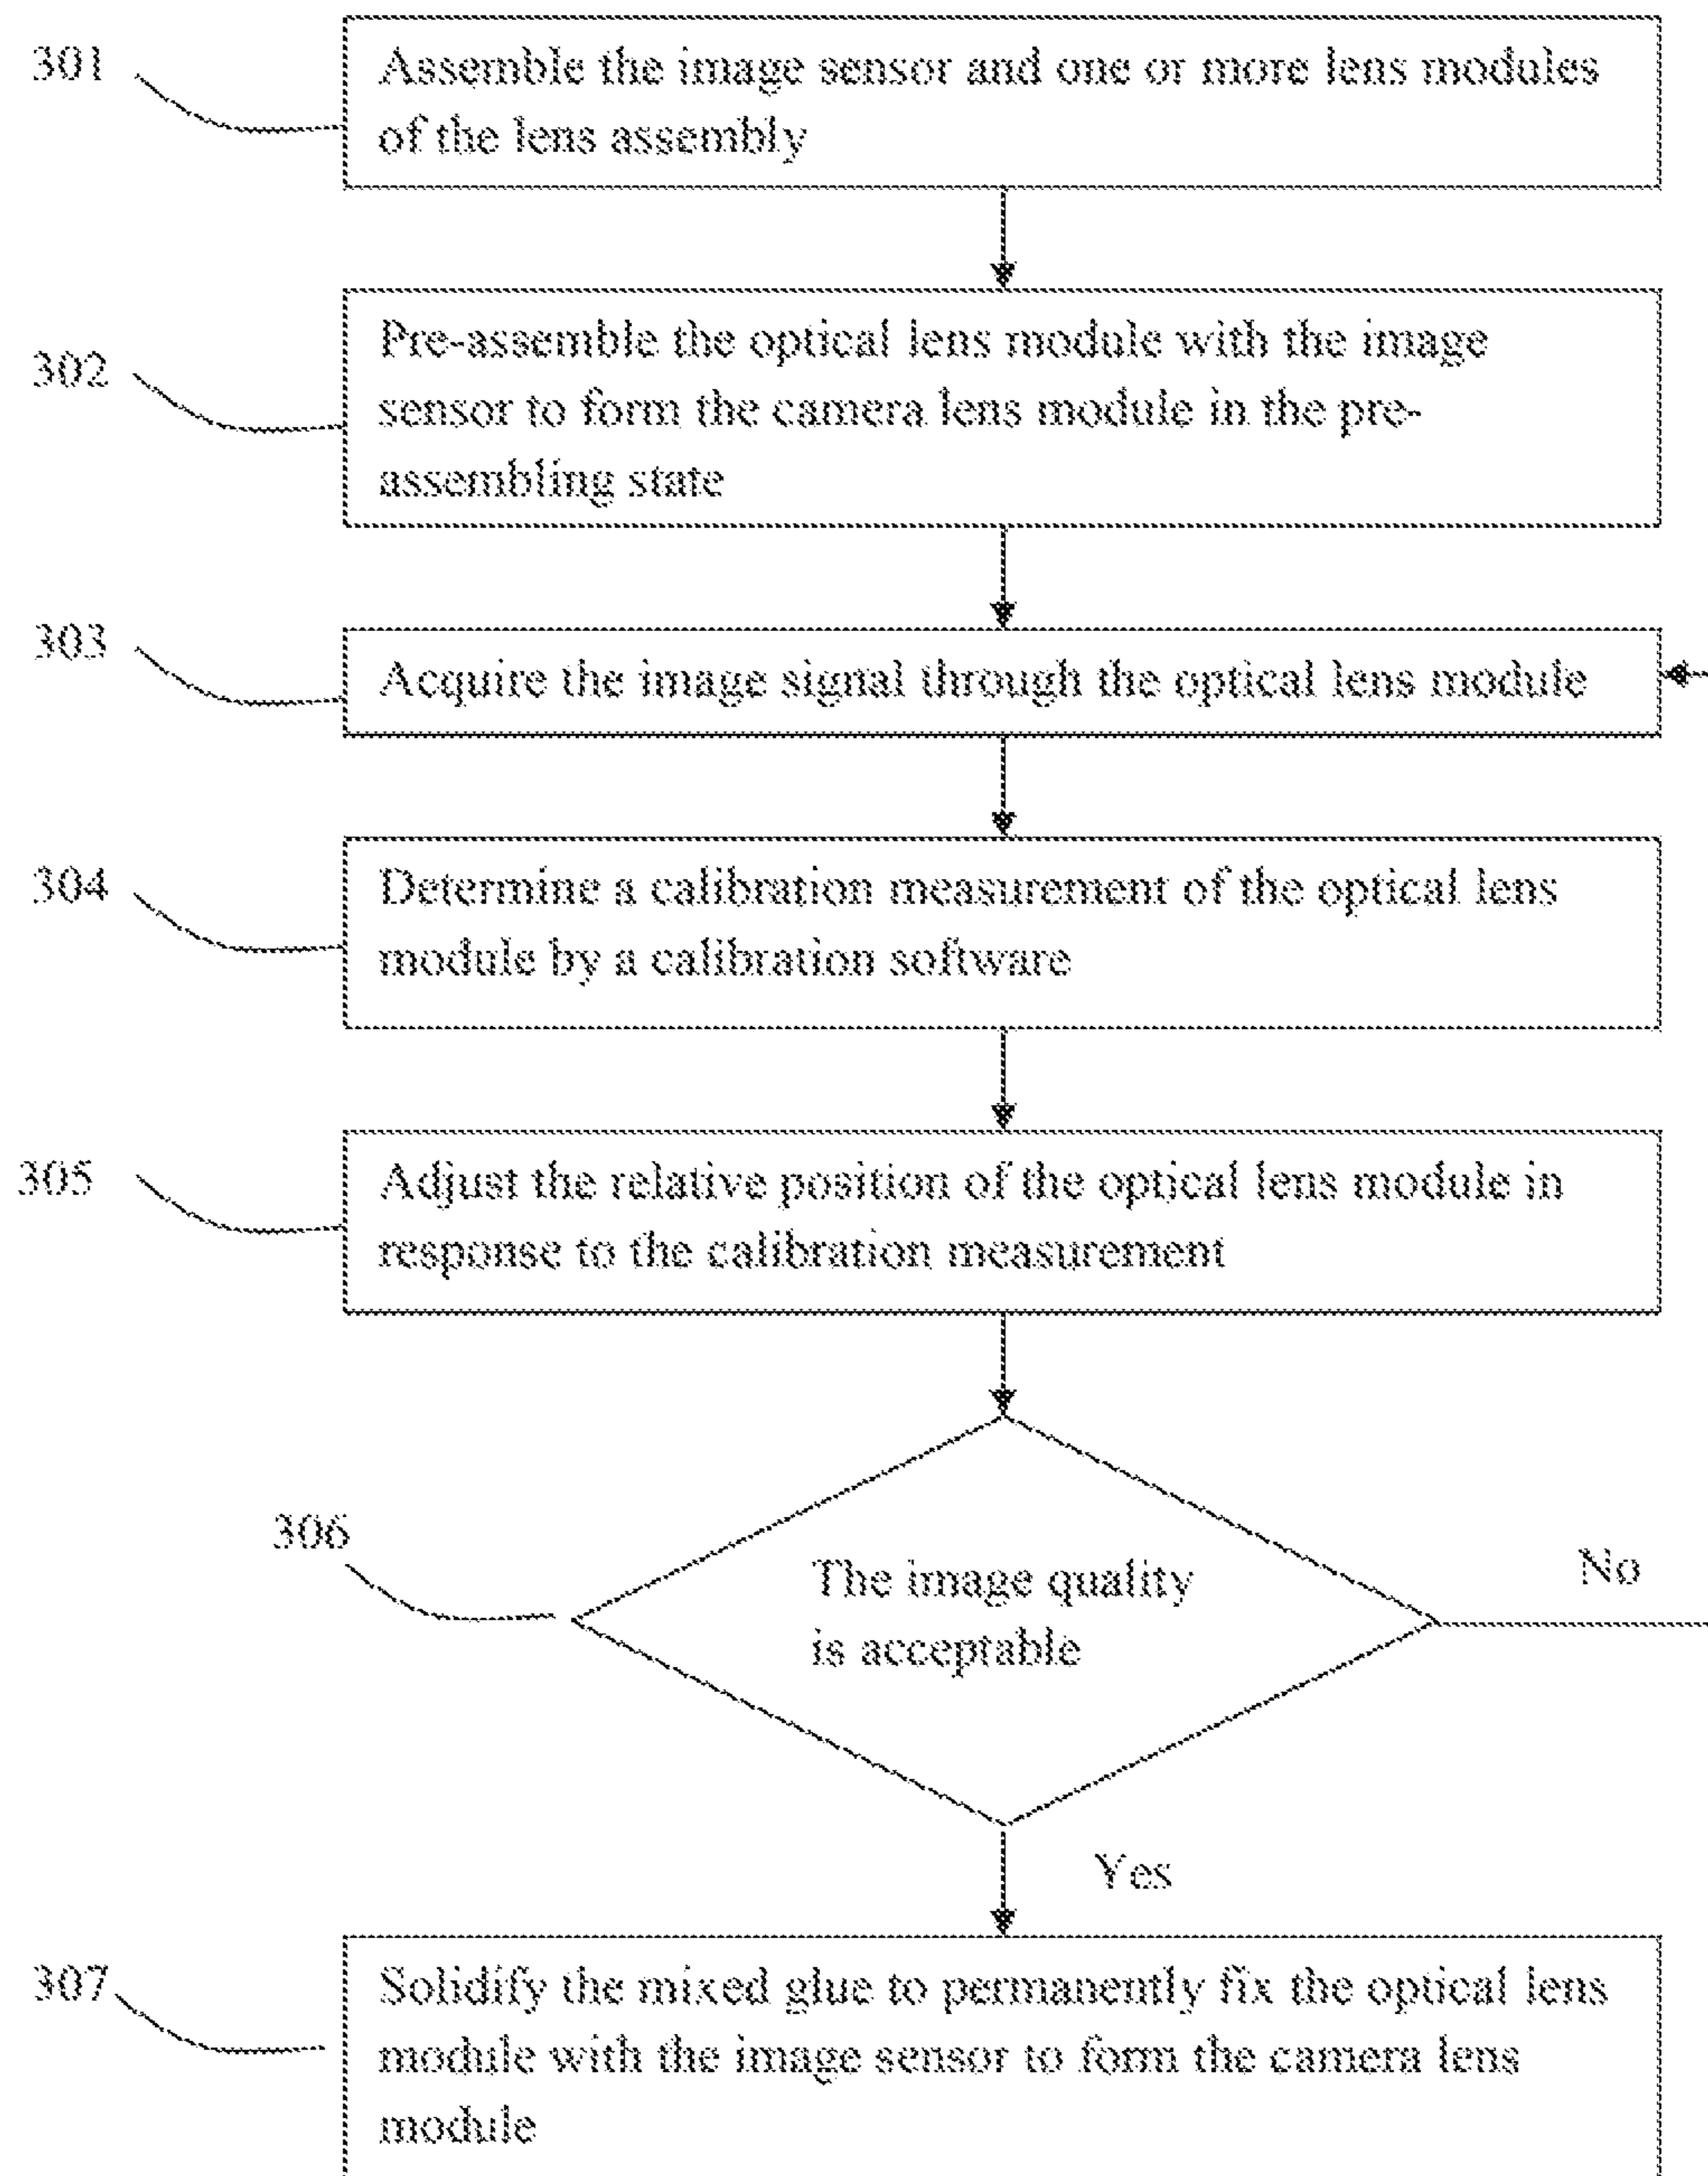 301
Assemble the image sensor and one or more lens modules
of the lens assembly
302
Pre-assemble the optical lens module with the image
sensor to form the camera lens module in the pre-
assembling state
303
Acquire the image signal through the optical lens module
304
Determine a calibration measurement of the optical lens
module by a calibration software
305
Adjust the relative position of the optical lens module in
response to the calibration measurement
306
The image quality
is acceptable
No
Yes
307
Solidify the mixed glue to permanently fix the optical lens
module with the image sensor to form the camera lens
module